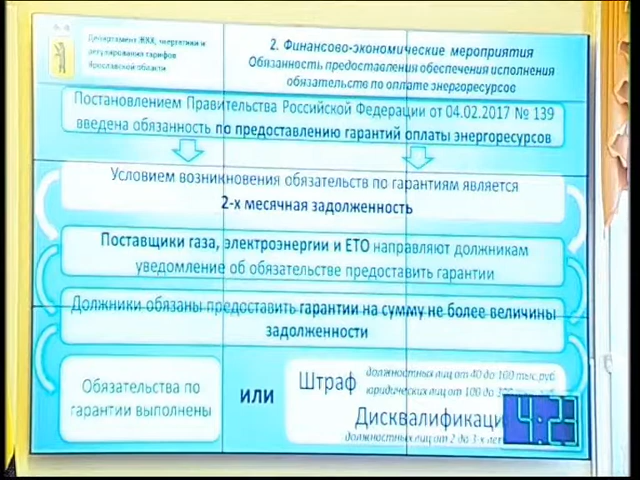 Департамент ЖКХ, энергетики и
регулирования тарифов
Ярославской области
2. Финансово-экономические мероприятия
Обязанность предоставления обеспечения исполнения
обязательств по оплате энергоресурсов
Постановлением Правительства Российской Федерации от 04.02.2017 № 139
введена обязанность по предоставлению гарантий оплаты энергоресурсов
Условием возникновения обязательств по гарантиям является
2-х месячная задолженность
Поставщики газа, электроэнергии и ЕТО направляют должникам
уведомление об обязательстве предоставить гарантии
Должники обязаны предоставить гарантии на сумму не более величины
задолженности
Обязательства по
гарантии выполнены
ИЛИ
Штраф
должностных лиц от 40 до 100 тыс.руб
юридических лиц от 100 до
Дисквалификаци
должностных лиц от 2 до 3-х лет
4:23